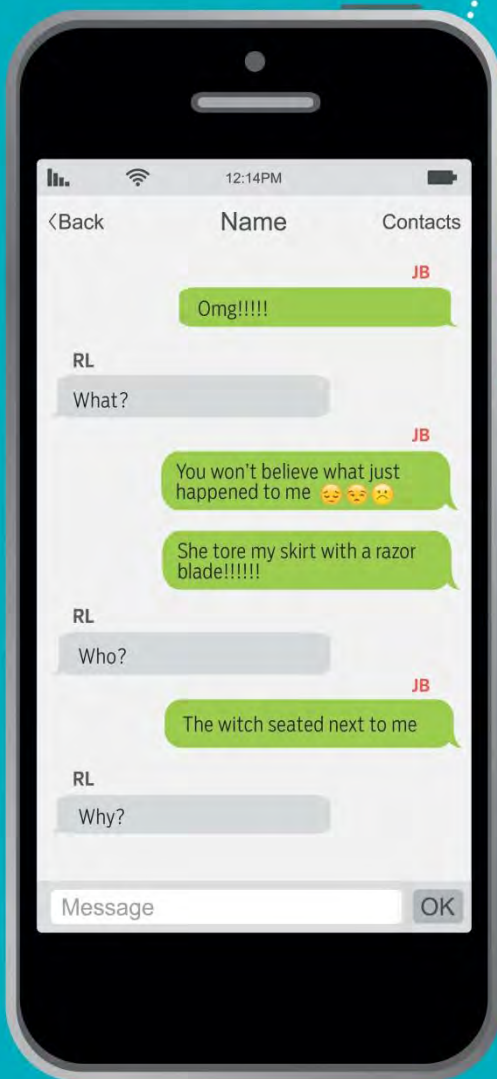 12:14PM
<Back Name Contacts
JB
Omg!!!!!
RL
What?
JB
You won't believe what just
happened to me 😔😒☹️
She tore my skirt with a razor
blade!!!!!!
RL
Who?
JB
The witch seated next to me
RL
Why?
Message OK